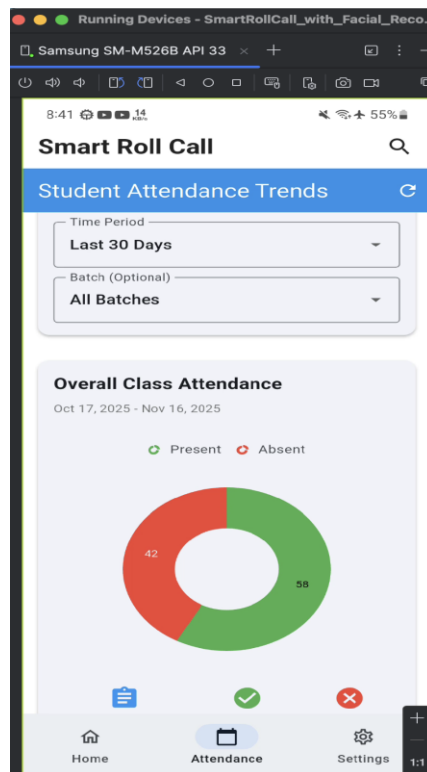 Running Devices - SmartRollCall_with_Facial_Reco
Samsung SM-M526B API 33
8:41 14 KB/s 55%
Smart Roll Call
Student Attendance Trends
Time Period
Last 30 Days
Batch (Optional)
All Batches
Overall Class Attendance
Oct 17, 2025 - Nov 16, 2025
Present Absent
42
58
Home Attendance Settings
1:1